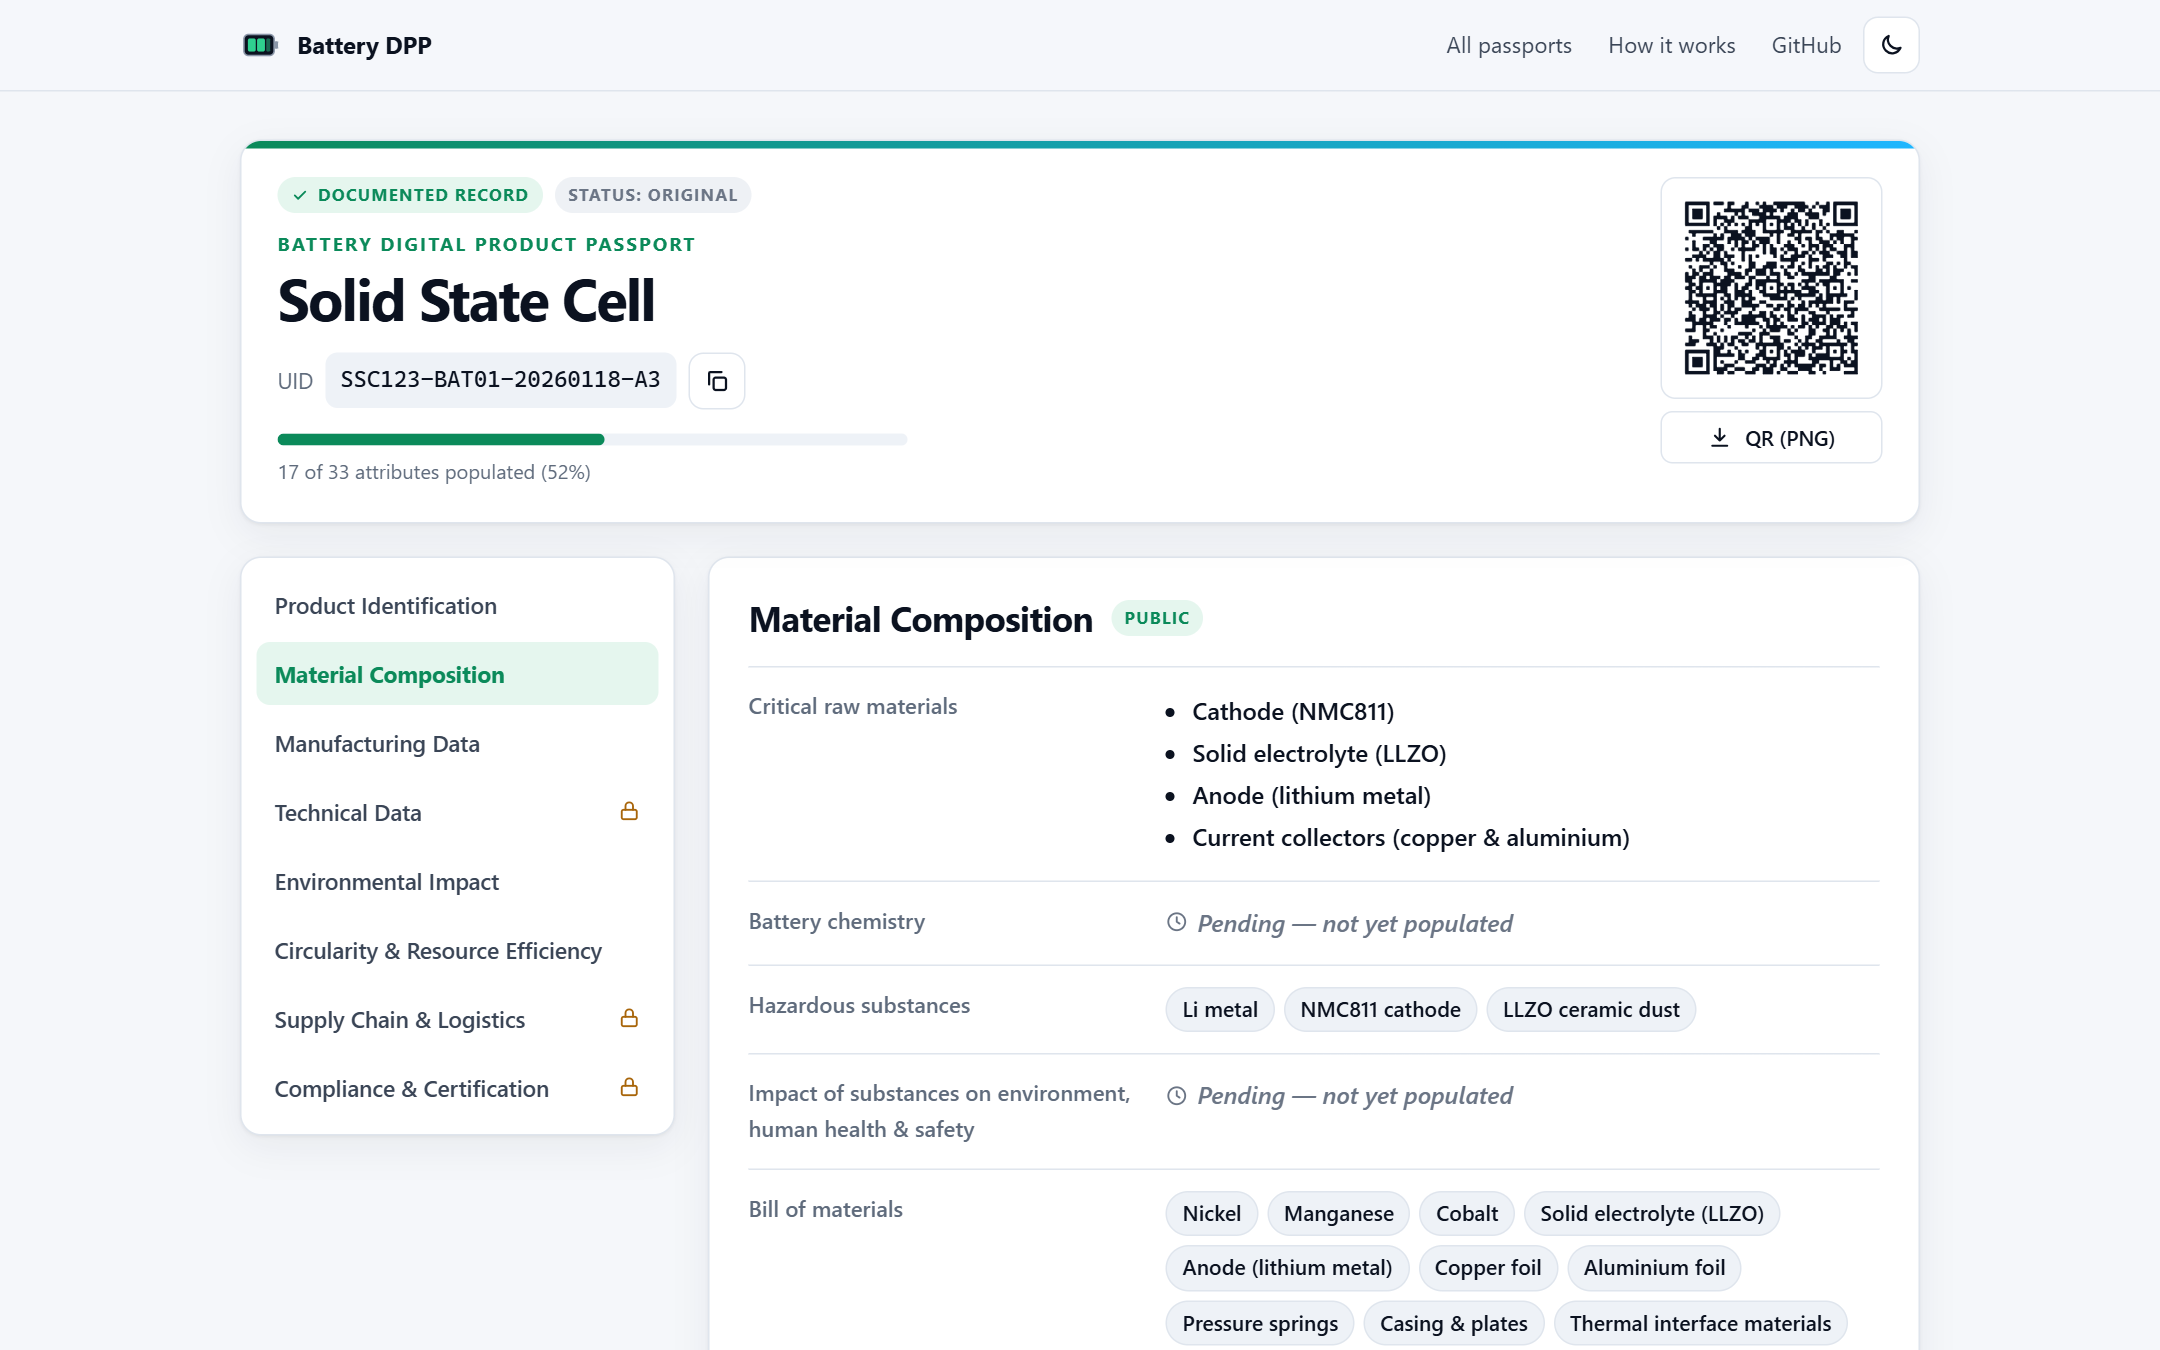 Battery DPP
All passports
How it works
GitHub
DOCUMENTED RECORD
STATUS: ORIGINAL
BATTERY DIGITAL PRODUCT PASSPORT
Solid State Cell
UID SSC123-BAT01-20260118-A3
17 of 33 attributes populated (52%)
QR (PNG)
Product Identification
Material Composition
Manufacturing Data
Technical Data
Environmental Impact
Circularity & Resource Efficiency
Supply Chain & Logistics
Compliance & Certification
Material Composition PUBLIC
Critical raw materials
Cathode (NMC811)
Solid electrolyte (LLZO)
Anode (lithium metal)
Current collectors (copper & aluminium)
Battery chemistry
Pending — not yet populated
Hazardous substances
Li metal
NMC811 cathode
LLZO ceramic dust
Impact of substances on environment,
human health & safety
Pending — not yet populated
Bill of materials
Nickel
Manganese
Cobalt
Solid electrolyte (LLZO)
Anode (lithium metal)
Copper foil
Aluminium foil
Pressure springs
Casing & plates
Thermal interface materials